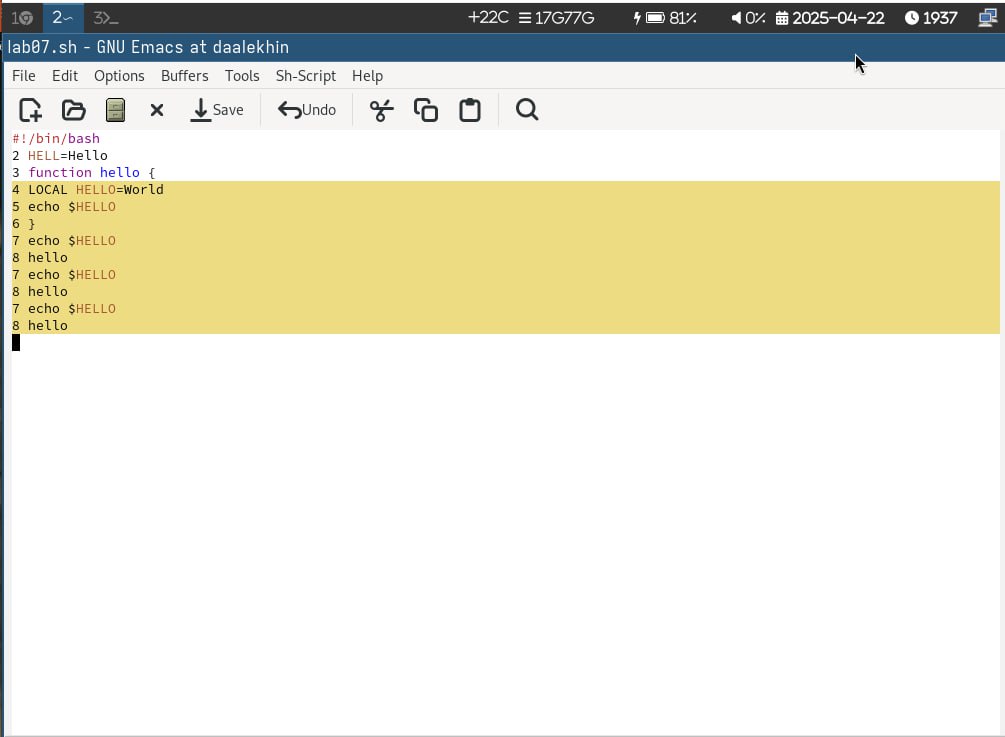 1
2~
3>_
+22C
17G77G
81%
0%
2025-04-22
1937
lab07.sh - GNU Emacs at daalekhin
File Edit Options Buffers Tools Sh-Script Help
Save
Undo
#!/bin/bash
2 HELL=Hello
3 function hello {
4 LOCAL HELLO=World
5 echo $HELLO
6 }
7 echo $HELLO
8 hello
7 echo $HELLO
8 hello
7 echo $HELLO
8 hello